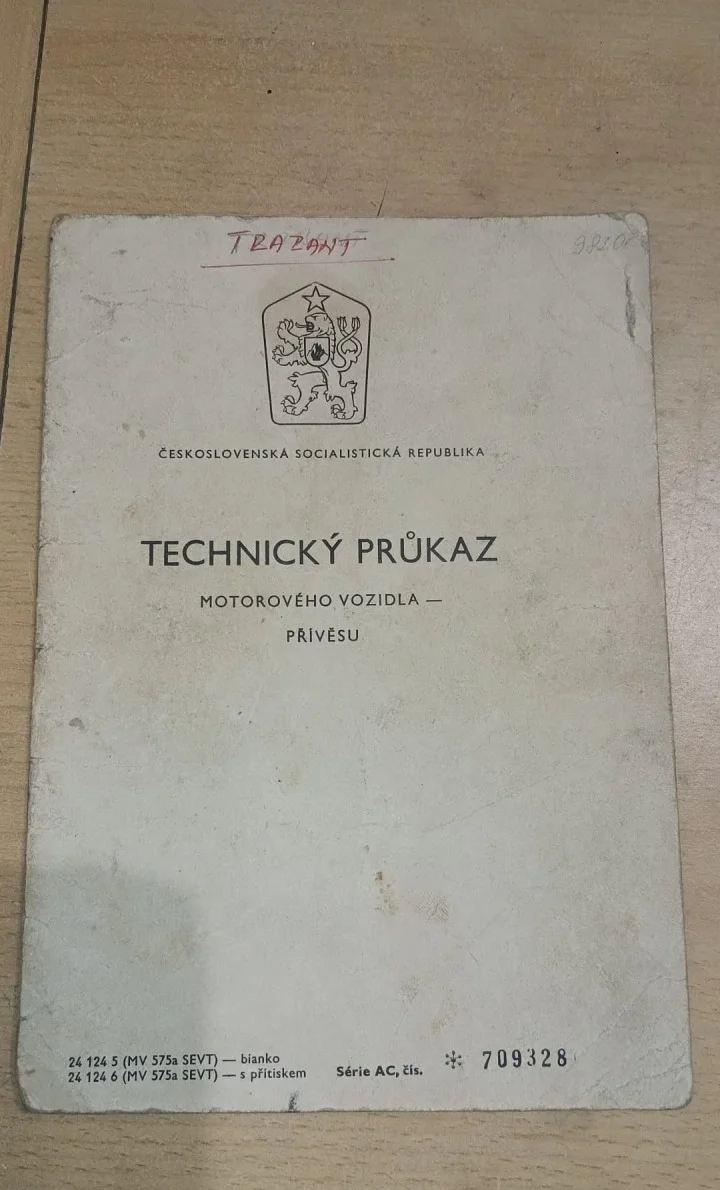 TRABANT
ČESKOSLOVENSKÁ SOCIALISTICKÁ REPUBLIKA
TECHNICKÝ PRŮKAZ
MOTOROVÉHO VOZIDLA —
PŘÍVĚSU
24 124 5 (MV 575a SEVT) — bianko
24 124 6 (MV 575a SEVT) — s přítiskem
Série AC, čís. ✻ 709328